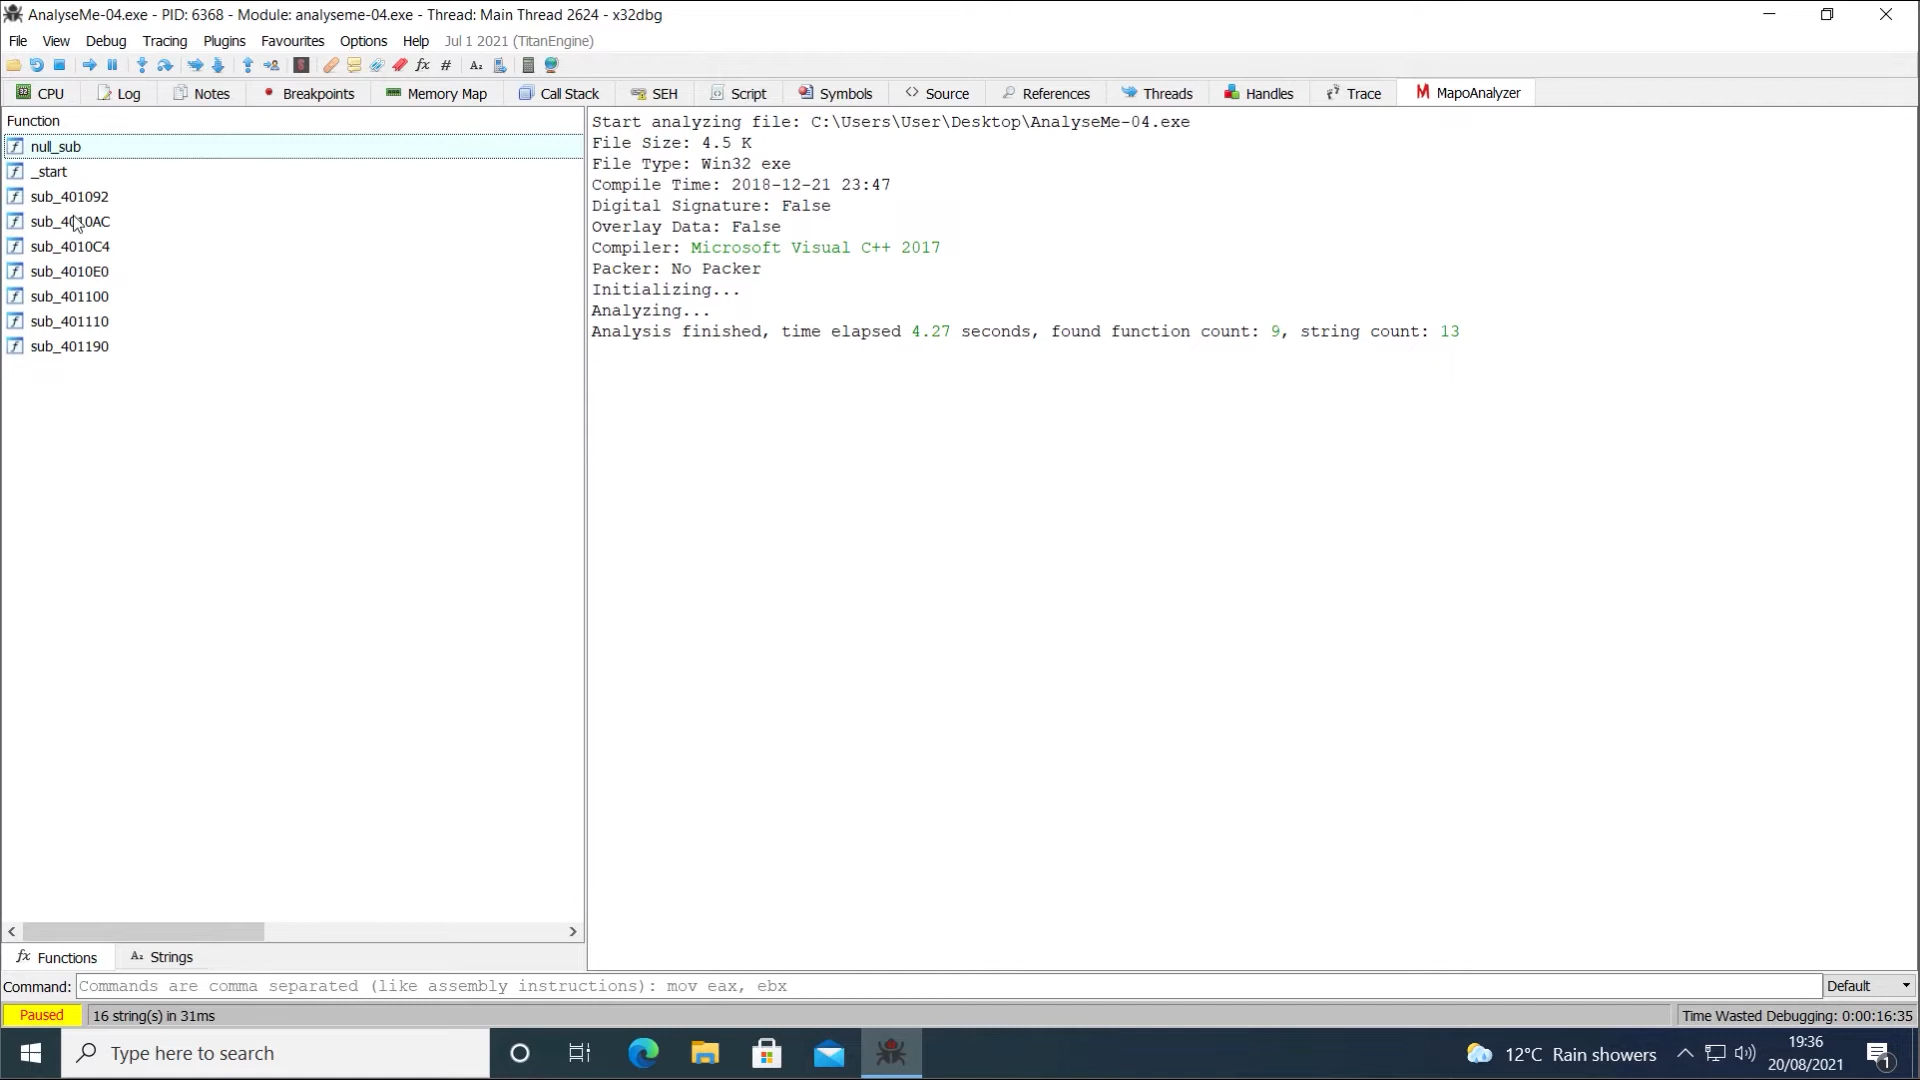 AnalyseMe-04.exe - PID: 6368 - Module: analyseme-04.exe - Thread: Main Thread 2624 - x32dbg
File View Debug Tracing Plugins Favourites Options Help Jul 1 2021 (TitanEngine)
CPU Log Notes Breakpoints Memory Map Call Stack SEH Script Symbols Source References Threads Handles Trace MapoAnalyzer
Function
null_sub
_start
sub_401092
sub_4010AC
sub_4010C4
sub_4010E0
sub_401100
sub_401110
sub_401190
Start analyzing file: C:\Users\User\Desktop\AnalyseMe-04.exe
File Size: 4.5 K
File Type: Win32 exe
Compile Time: 2018-12-21 23:47
Digital Signature: False
Overlay Data: False
Compiler: Microsoft Visual C++ 2017
Packer: No Packer
Initializing...
Analyzing...
Analysis finished, time elapsed 4.27 seconds, found function count: 9, string count: 13
Functions Strings
Command: Commands are comma separated (like assembly instructions): mov eax, ebx Default
Paused 16 string(s) in 31ms Time Wasted Debugging: 0:00:16:35
Type here to search 12°C Rain showers 19:36
20/08/2021 1